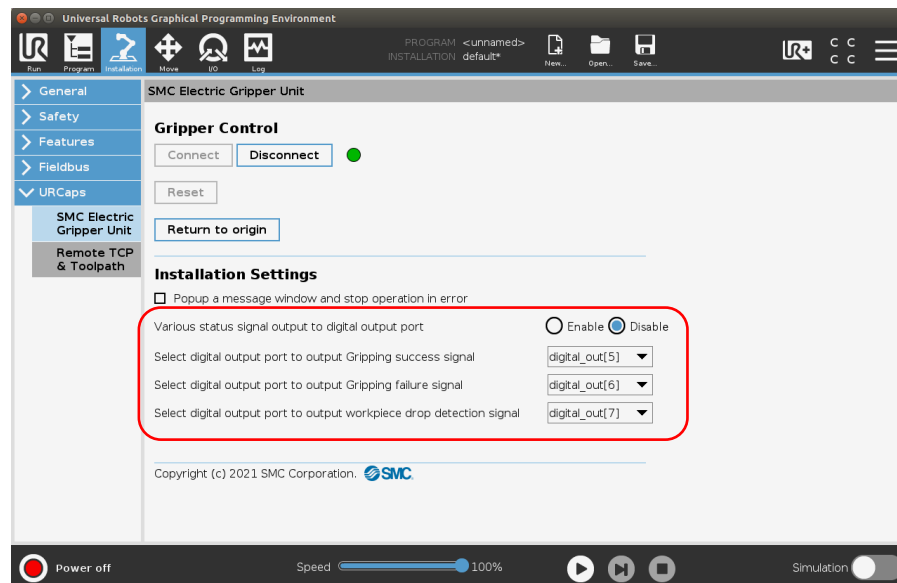 Universal Robots Graphical Programming Environment
UR
Run
Program
Installation
Move
I/O
Log
PROGRAM <unnamed>
INSTALLATION default*
New...
Open...
Save...
UR+
C C
C C
General
Safety
Features
Fieldbus
URCaps
SMC Electric
Gripper Unit
Remote TCP
& Toolpath
SMC Electric Gripper Unit
Gripper Control
Connect
Disconnect
Reset
Return to origin
Installation Settings
Popup a message window and stop operation in error
Various status signal output to digital output port
Enable
Disable
Select digital output port to output Gripping success signal
digital_out[5]
Select digital output port to output Gripping failure signal
digital_out[6]
Select digital output port to output workpiece drop detection signal
digital_out[7]
Copyright (c) 2021 SMC Corporation.
SMC
Power off
Speed
100%
Simulation